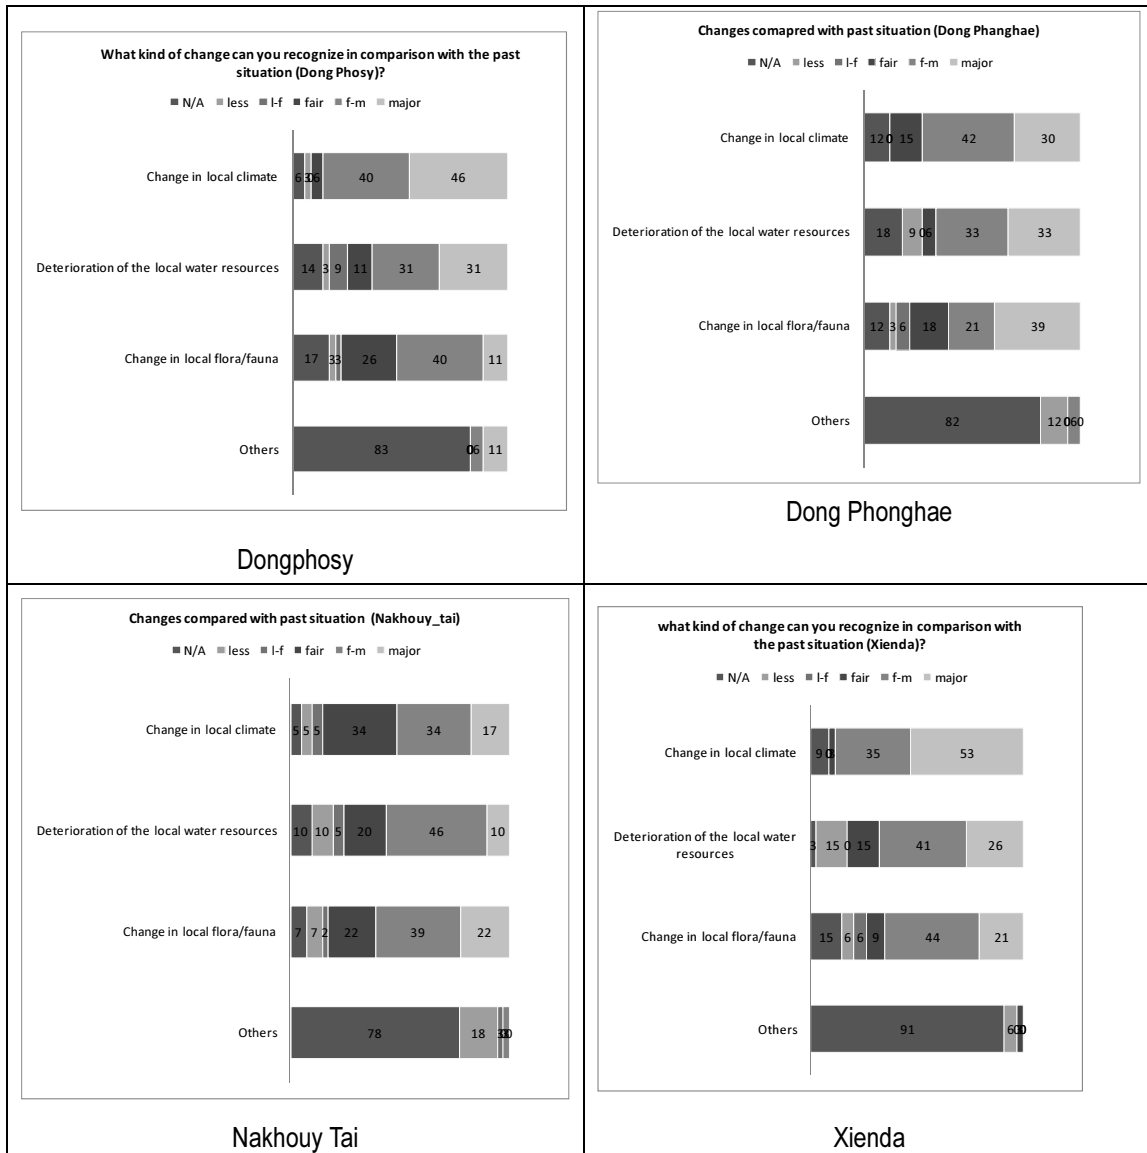 What kind of change can you recognize in comparison with the past
situation (Dong Phosy)?
N/A less l-f fair f-m major
Change in local climate 6 3 0 6 40 46
Deterioration of the local water resources 14 3 9 11 31 31
Change in local flora/fauna 17 3 3 26 40 11
Others 83 0 6 11
Dongphosy
Changes comapred with past situation (Dong Phanghae)
N/A less l-f fair f-m major
Change in local climate 12 0 15 42 30
Deterioration of the local water resources 18 9 0 6 33 33
Change in local flora/fauna 12 3 6 18 21 39
Others 82 12 0 6 0
Dong Phonghae
Changes compared with past situation (Nakhouy_tai)
N/A less l-f fair f-m major
Change in local climate 5 5 5 34 34 17
Deterioration of the local water resources 10 10 5 20 46 10
Change in local flora/fauna 7 7 2 22 39 22
Others 78 18 3 0
Nakhouy Tai
what kind of change can you recognize in comparison with
the past situation (Xienda)?
N/A less l-f fair f-m major
Change in local climate 9 0 3 35 53
Deterioration of the local water
resources 3 15 0 15 41 26
Change in local flora/fauna 15 6 6 9 44 21
Others 91 6 0 3 0
Xienda